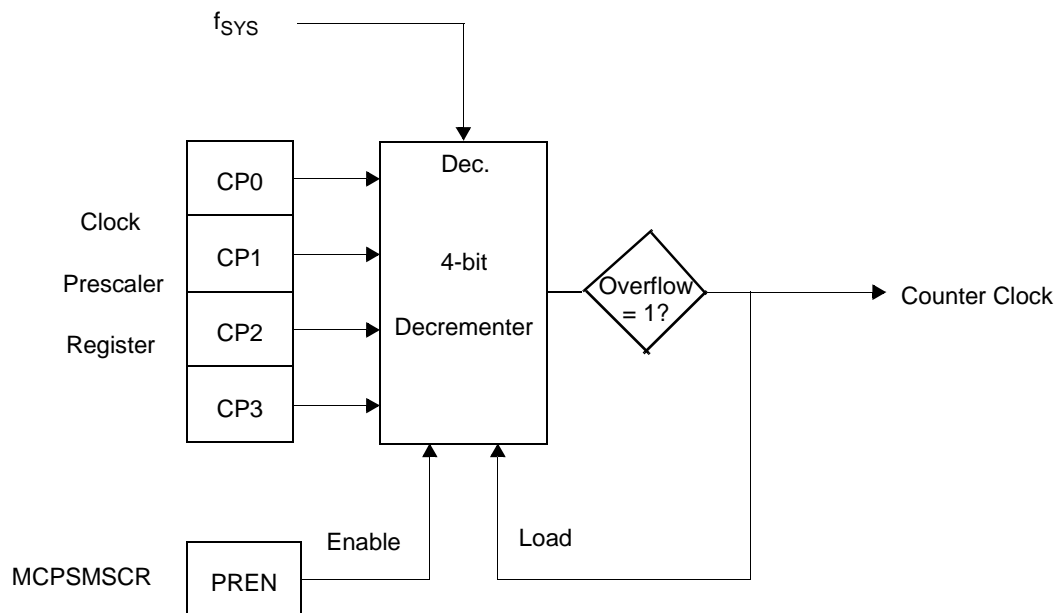 fSYS
CP0
CP1
CP2
CP3
Clock
Prescaler
Register
Dec.
4-bit
Decrementer
Overflow
= 1?
Counter Clock
Enable
Load
MCPSMSCR
PREN